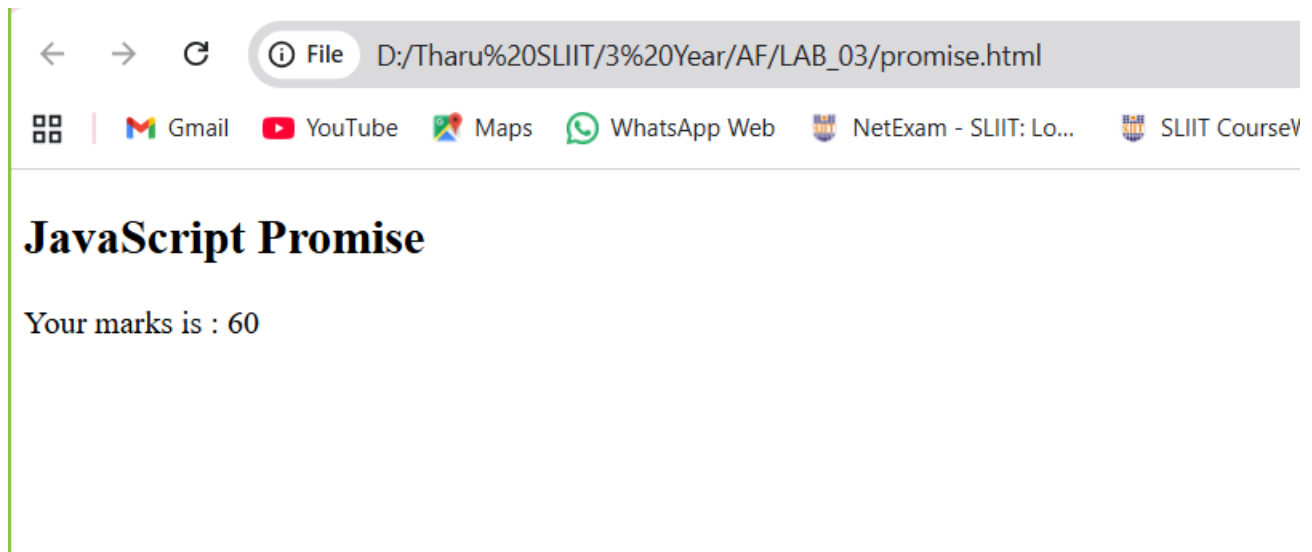 File D:/Tharu%20SLIIT/3%20Year/AF/LAB_03/promise.html
Gmail YouTube Maps WhatsApp Web NetExam - SLIIT: Lo... SLIIT CourseW
JavaScript Promise
Your marks is : 60